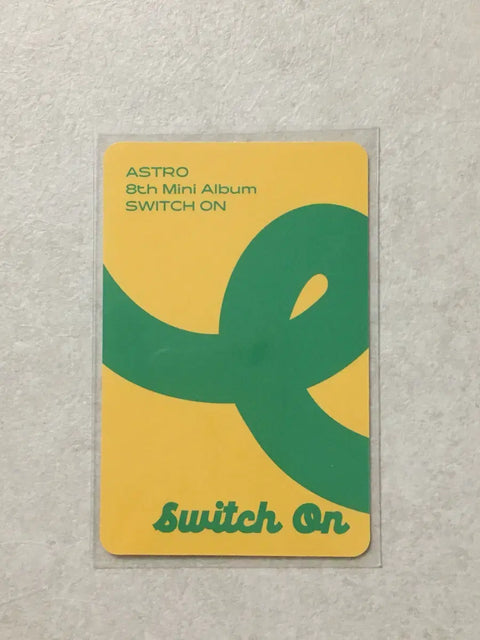 ASTRO
8th Mini Album
SWITCH ON
Switch On